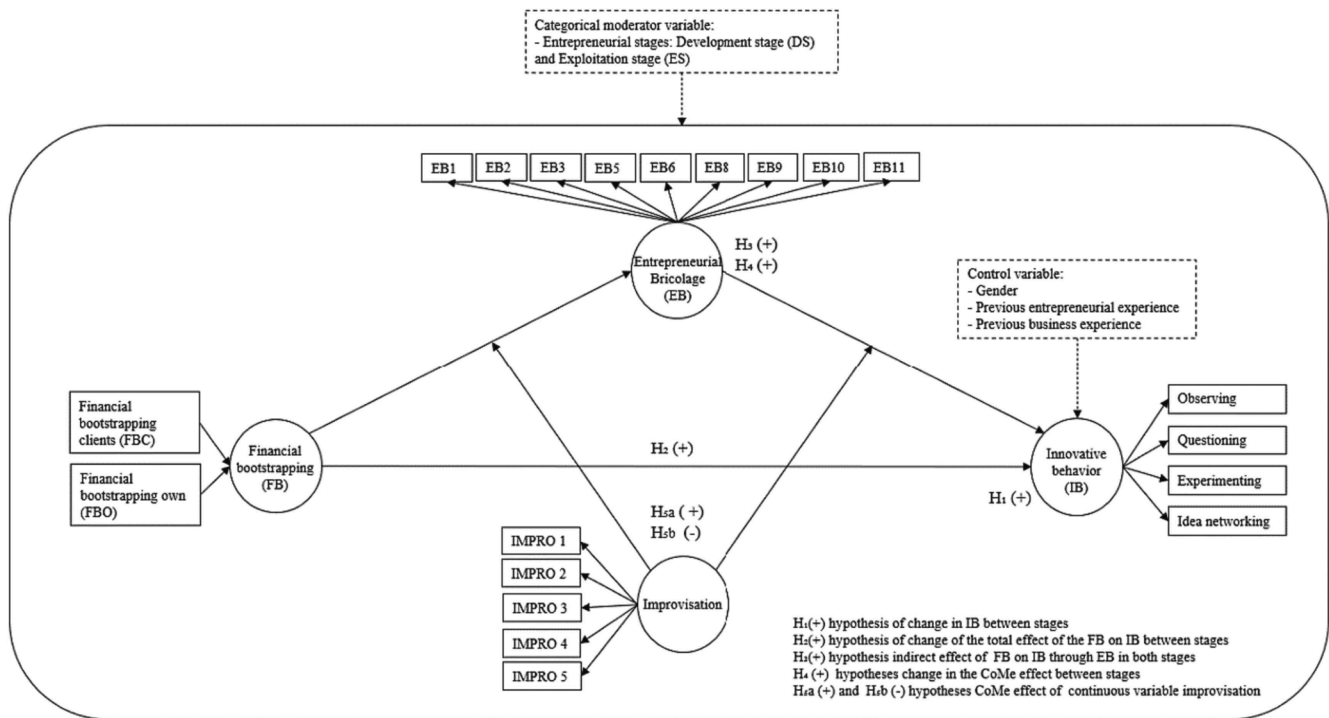 Categorical moderator variable:
- Entrepreneurial stages: Development stage (DS)
and Exploitation stage (ES)
EB1
EB2
EB3
EB5
EB6
EB8
EB9
EB10
EB11
Entrepreneurial
Bricolage
(EB)
H₃ (+)
H₄ (+)
Control variable:
- Gender
- Previous entrepreneurial experience
- Previous business experience
Financial
bootstrapping
clients (FBC)
Financial
bootstrapping own
(FBO)
Financial
bootstrapping
(FB)
H₂ (+)
Innovative
behavior
(IB)
H₁ (+)
Observing
Questioning
Experimenting
Idea networking
H₅a ( +)
H₅b (-)
IMPRO 1
IMPRO 2
IMPRO 3
IMPRO 4
IMPRO 5
Improvisation
H₁(+) hypothesis of change in IB between stages
H₂(+) hypothesis of change of the total effect of the FB on IB between stages
H₃(+) hypothesis indirect effect of FB on IB through EB in both stages
H₄ (+) hypotheses change in the CoMe effect between stages
H₅a (+) and H₅b (-) hypotheses CoMe effect of continuous variable improvisation